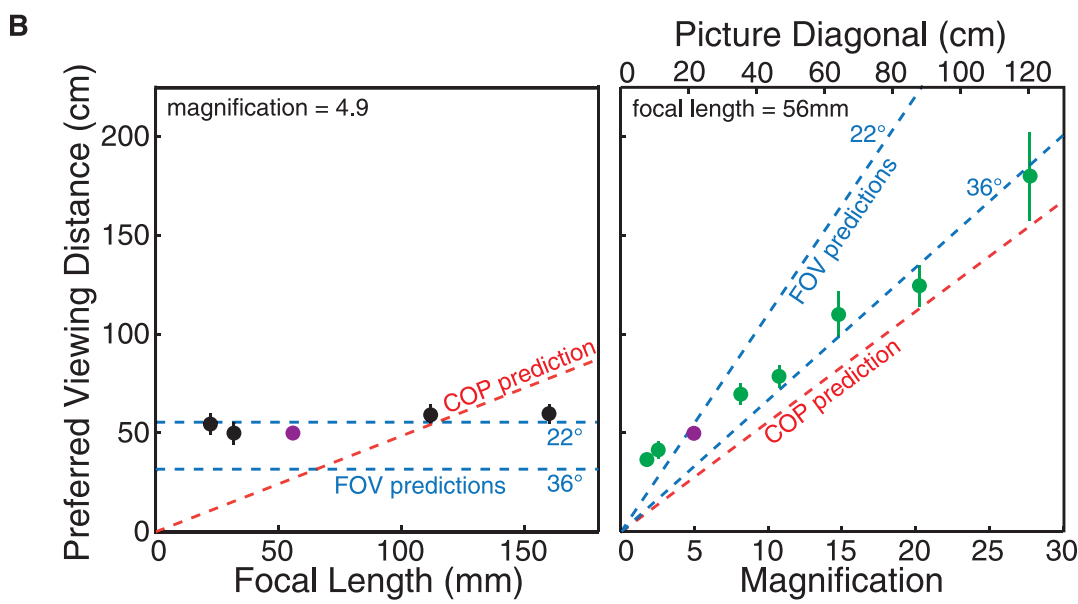 B
Preferred Viewing Distance (cm)
200
150
100
50
0
magnification = 4.9
COP prediction
22°
FOV predictions
36°
0
50
100
150
Focal Length (mm)
Picture Diagonal (cm)
0 20 40 60 80 100 120
focal length = 56mm
22°
FOV predictions
36°
COP prediction
0 5 10 15 20 25 30
Magnification